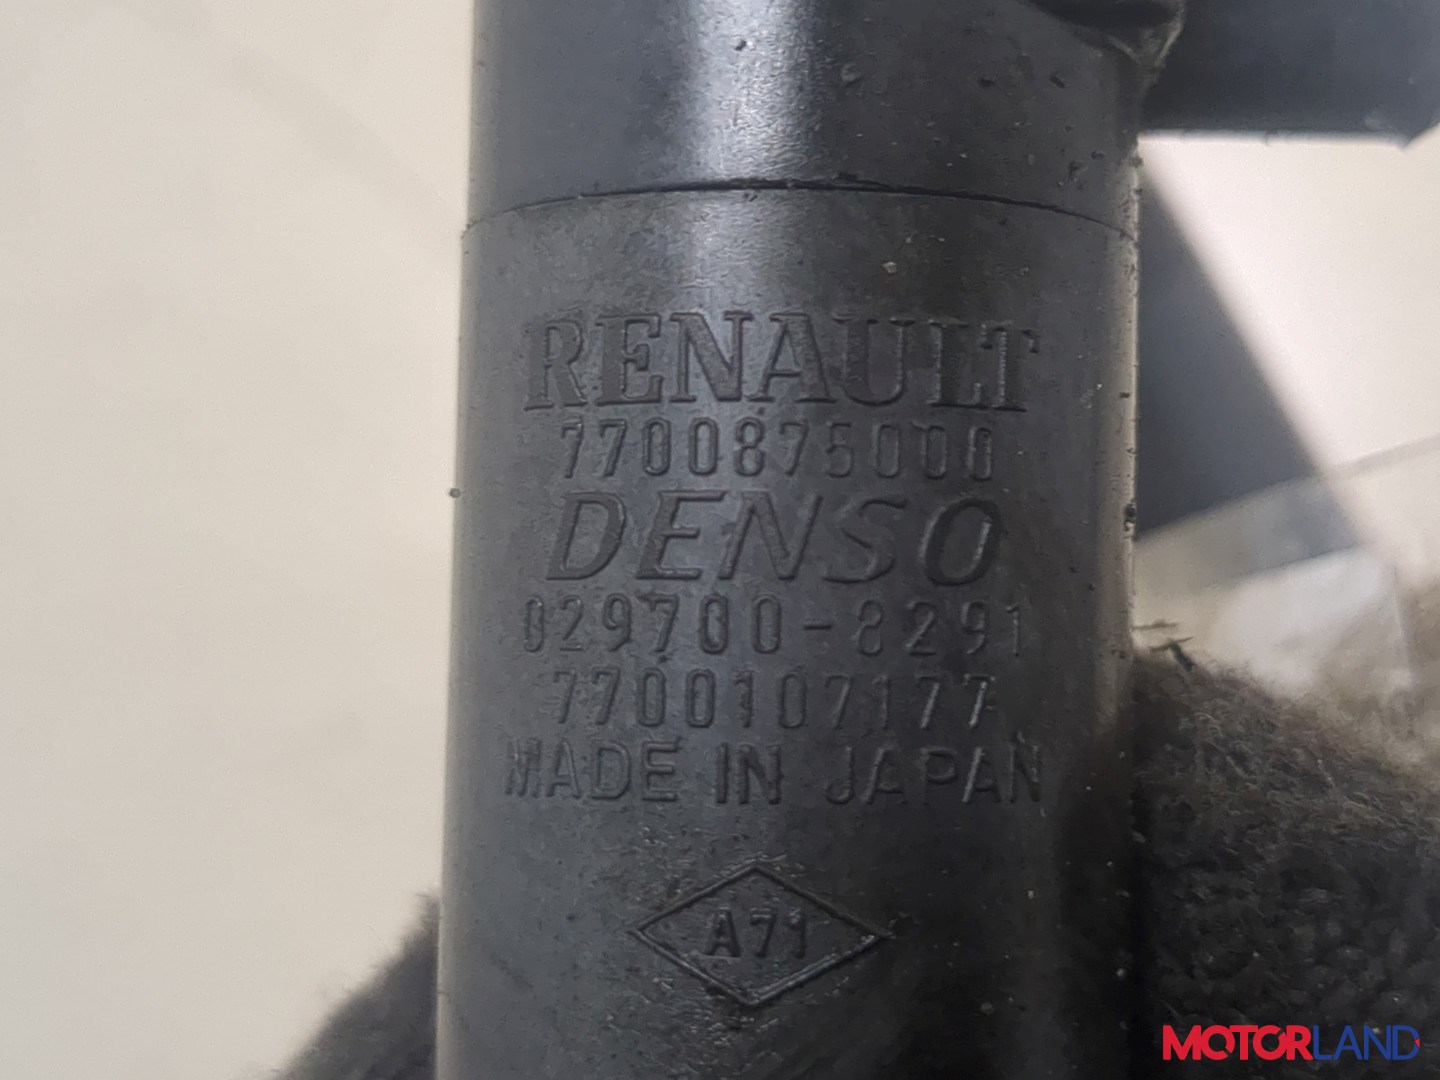 RENAULT
7700875000
DENSO
029700-8291
7700107177
MADE IN JAPAN
A71
MOTORLAND